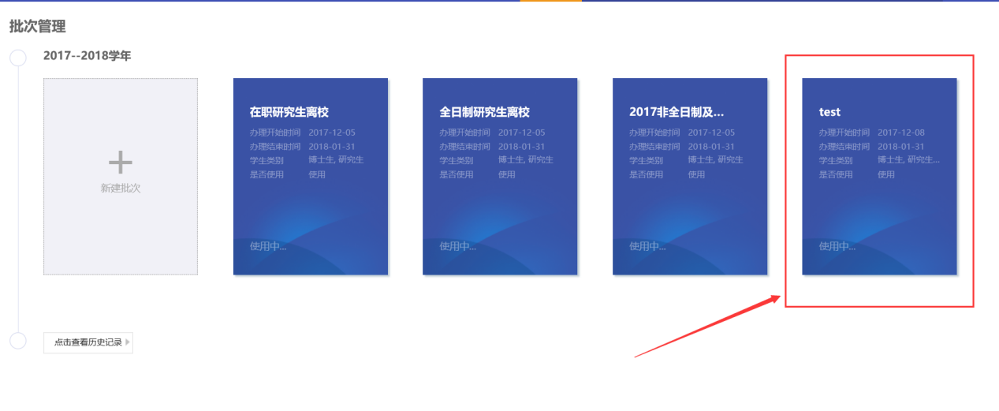 批次管理
2017--2018学年
新建批次
在职研究生离校
办理开始时间 2017-12-05
办理结束时间 2018-01-31
学生类别 博士生, 研究生
是否使用 使用
使用中...
全日制研究生离校
办理开始时间 2017-12-05
办理结束时间 2018-01-31
学生类别 博士生, 研究生
是否使用 使用
使用中...
2017非全日制及...
办理开始时间 2017-12-05
办理结束时间 2018-01-31
学生类别 博士生, 研究生
是否使用 使用
使用中...
test
办理开始时间 2017-12-08
办理结束时间 2018-01-31
学生类别 博士生, 研究生...
是否使用 使用
使用中...
点击查看历史记录